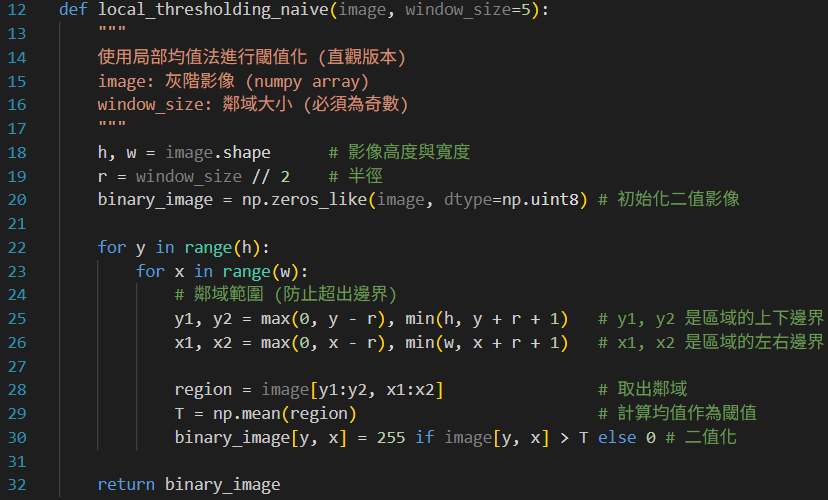 12 def local_thresholding_naive(image, window_size=5):
13     """
14     使用局部均值法進行閾值化 (直觀版本)
15     image: 灰階影像 (numpy array)
16     window_size: 鄰域大小 (必須為奇數)
17     """
18     h, w = image.shape      # 影像高度與寬度
19     r = window_size // 2    # 半徑
20     binary_image = np.zeros_like(image, dtype=np.uint8) # 初始化二值影像
21
22     for y in range(h):
23         for x in range(w):
24             # 鄰域範圍 (防止超出邊界)
25             y1, y2 = max(0, y - r), min(h, y + r + 1)   # y1, y2 是區域的上下邊界
26             x1, x2 = max(0, x - r), min(w, x + r + 1)   # x1, x2 是區域的左右邊界
27
28             region = image[y1:y2, x1:x2]                # 取出鄰域
29             T = np.mean(region)                         # 計算均值作為閾值
30             binary_image[y, x] = 255 if image[y, x] > T else 0 # 二值化
31
32     return binary_image